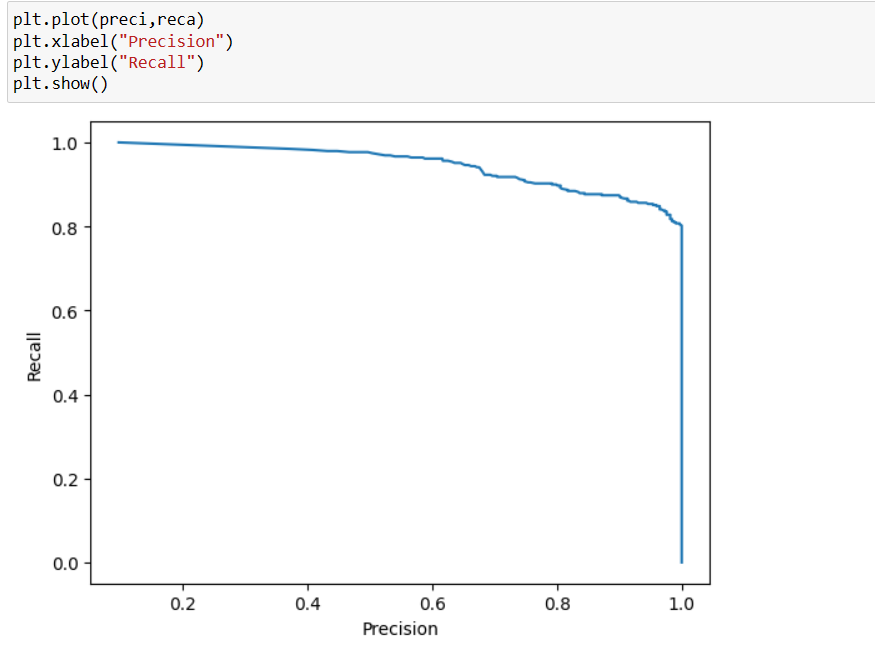 plt.plot(preci,reca)
plt.xlabel("Precision")
plt.ylabel("Recall")
plt.show()
1.0
0.8
0.6
0.4
0.2
0.0
Recall
0.2 0.4 0.6 0.8 1.0
Precision